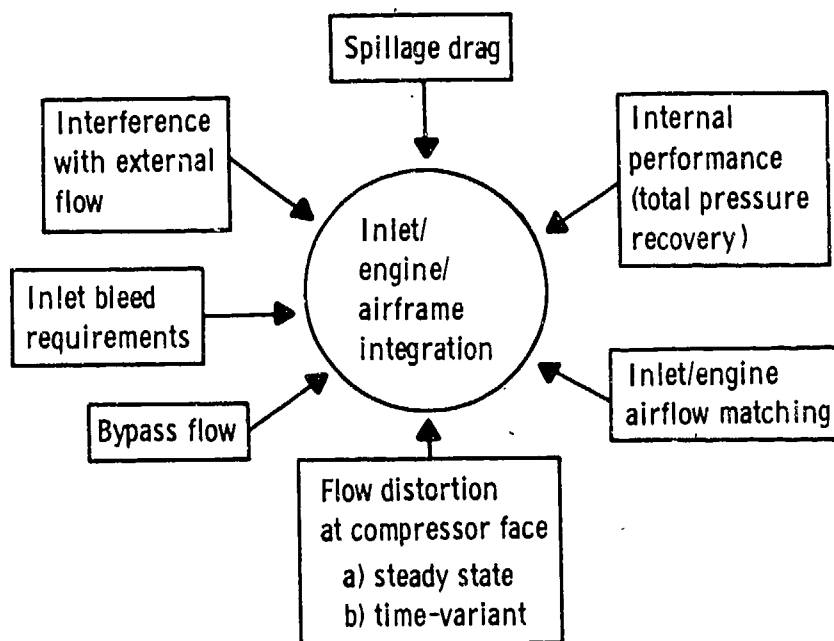 Spillage drag
Interference
with external
flow
Internal
performance
(total pressure
recovery)
Inlet/
engine/
airframe
integration
Inlet bleed
requirements
Inlet/engine
airflow matching
Bypass flow
Flow distortion
at compressor face
a) steady state
b) time-variant